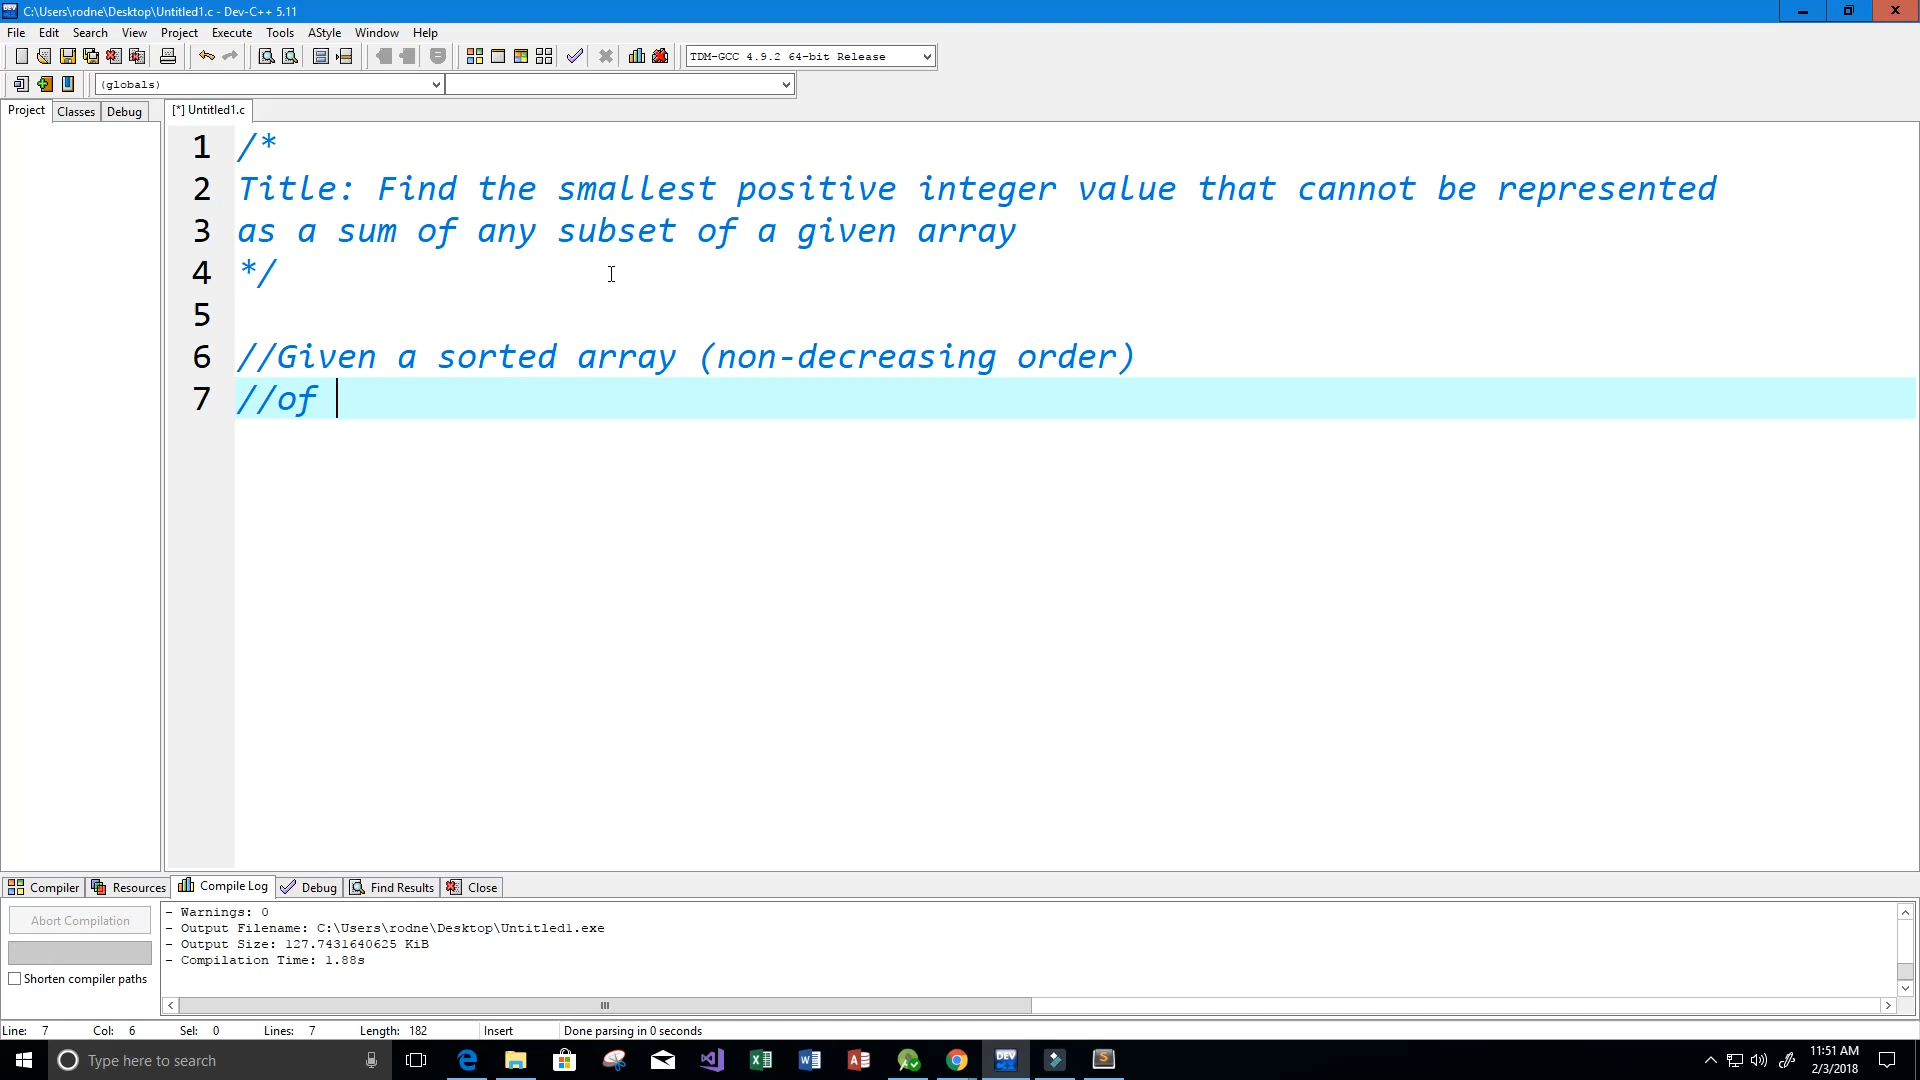 C:\Users\rodne\Desktop\Untitled1.c - Dev-C++ 5.11
File Edit Search View Project Execute Tools AStyle Window Help
TDM-GCC 4.9.2 64-bit Release
(globals)
Project Classes Debug [*] Untitled1.c
1 /*
2 Title: Find the smallest positive integer value that cannot be represented
3 as a sum of any subset of a given array
4 */
5
6 //Given a sorted array (non-decreasing order)
7 //of
Compiler Resources Compile Log Debug Find Results Close
Abort Compilation
Shorten compiler paths
- Warnings: 0
- Output Filename: C:\Users\rodne\Desktop\Untitled1.exe
- Output Size: 127.7431640625 KiB
- Compilation Time: 1.88s
Line: 7 Col: 6 Sel: 0 Lines: 7 Length: 182 Insert Done parsing in 0 seconds
Type here to search
DEV
11:51 AM
2/3/2018